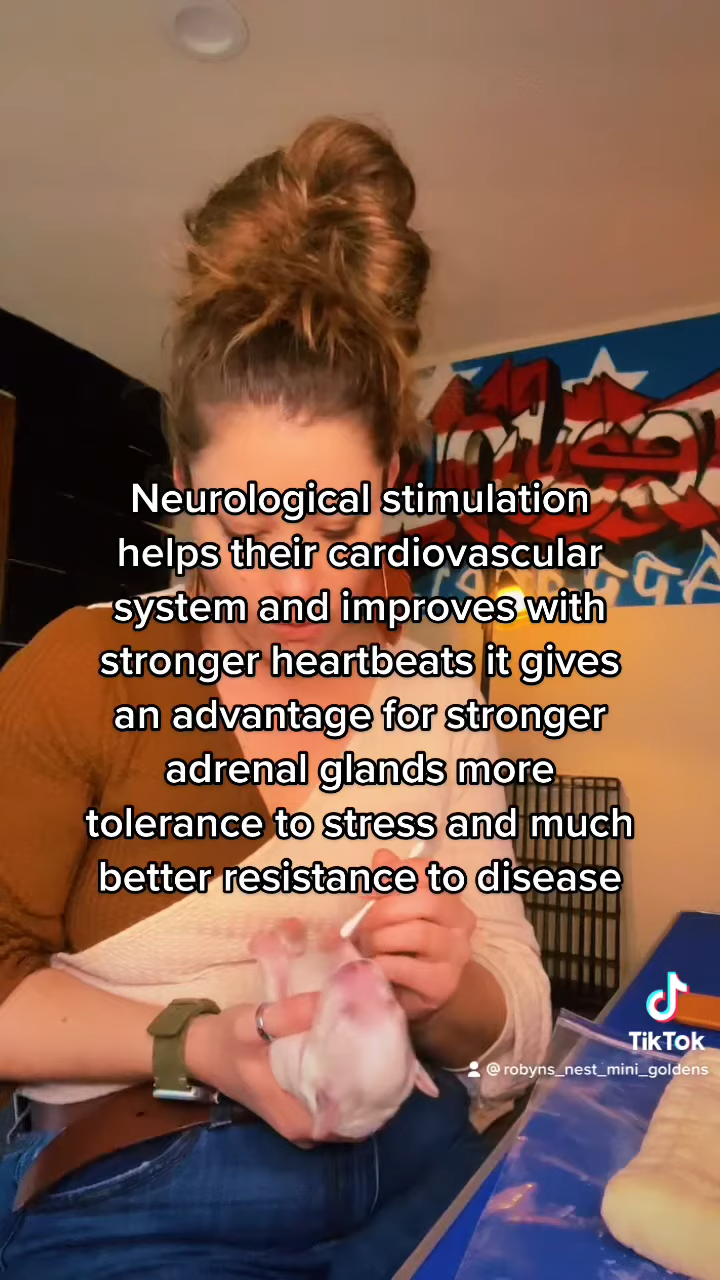 Neurological stimulation
helps their cardiovascular
system and improves with
stronger heartbeats it gives
an advantage for stronger
adrenal glands more
tolerance to stress and much
better resistance to disease
TikTok
@robyns_nest_mini_goldens